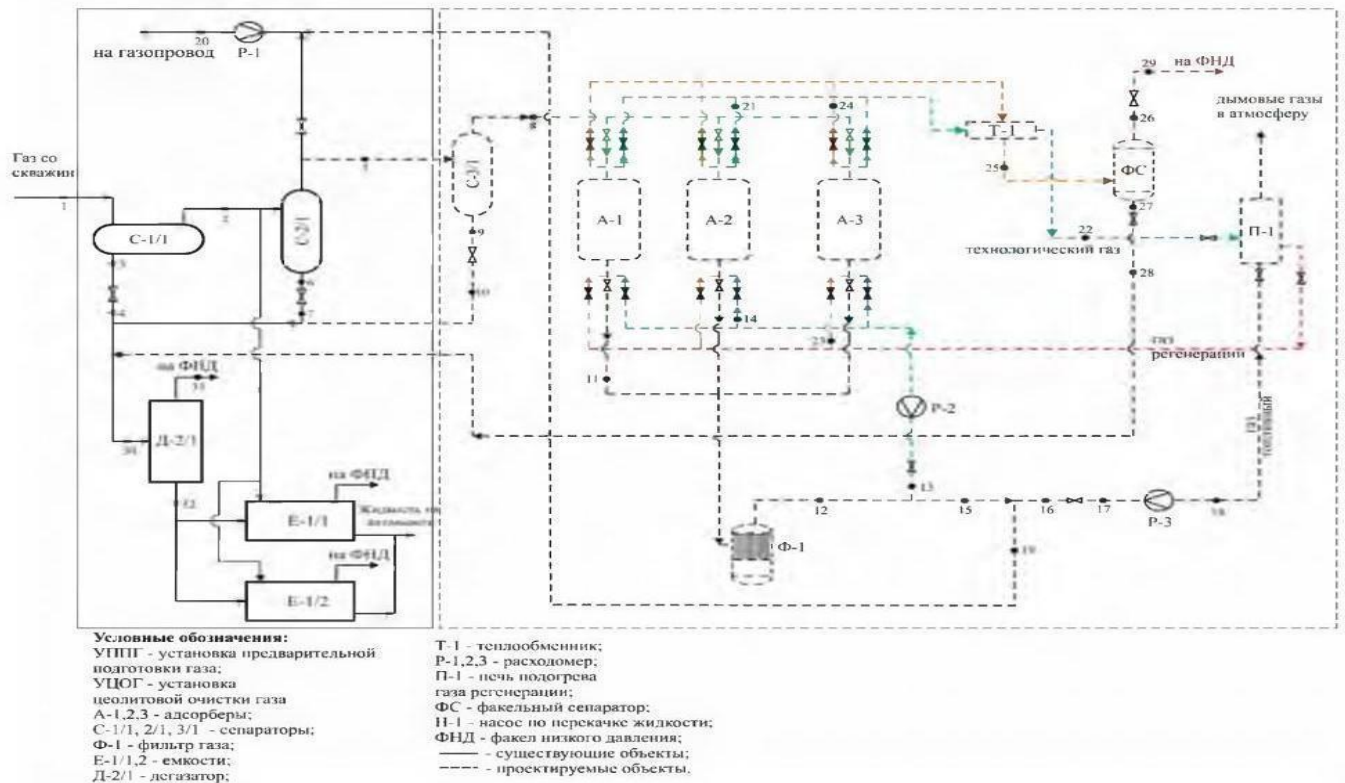 20
P-1
на газопровод
Газ со
скважин
1
2
С-1/1
С-2/1
3
4
6
7
С-3/1
9
10
29
на ФНД
дымовые газы
в атмосферу
21
24
26
Т-1
25
ФС
27
А-1
А-2
А-3
22
технологический газ
П-1
28
14
23
газ
регенерации
11
Р-2
на ФНД
Д-2/1
32
на ФНД
Е-1/1
Жидкость на
на ФНД
Е-1/2
13
12
15
16
17
18
Р-3
газ
топливный
Ф-1
19
Условные обозначения:
УППГ - установка предварительной
подготовки газа;
УЦОГ - установка
цеолитовой очистки газа
А-1,2,3 - адсорберы;
С-1/1, 2/1, 3/1 - сепараторы;
Ф-1 - фильтр газа;
Е-1/1,2 - емкости;
Д-2/1 - дегазатор;
Т-1 - теплообменник;
Р-1,2,3 - расходомер;
П-1 - печь подогрева
газа регенерации;
ФС - факельный сепаратор;
Н-1 - насос по перекачке жидкости;
ФНД - факел низкого давления;
- существующие объекты;
- проектируемые объекты.